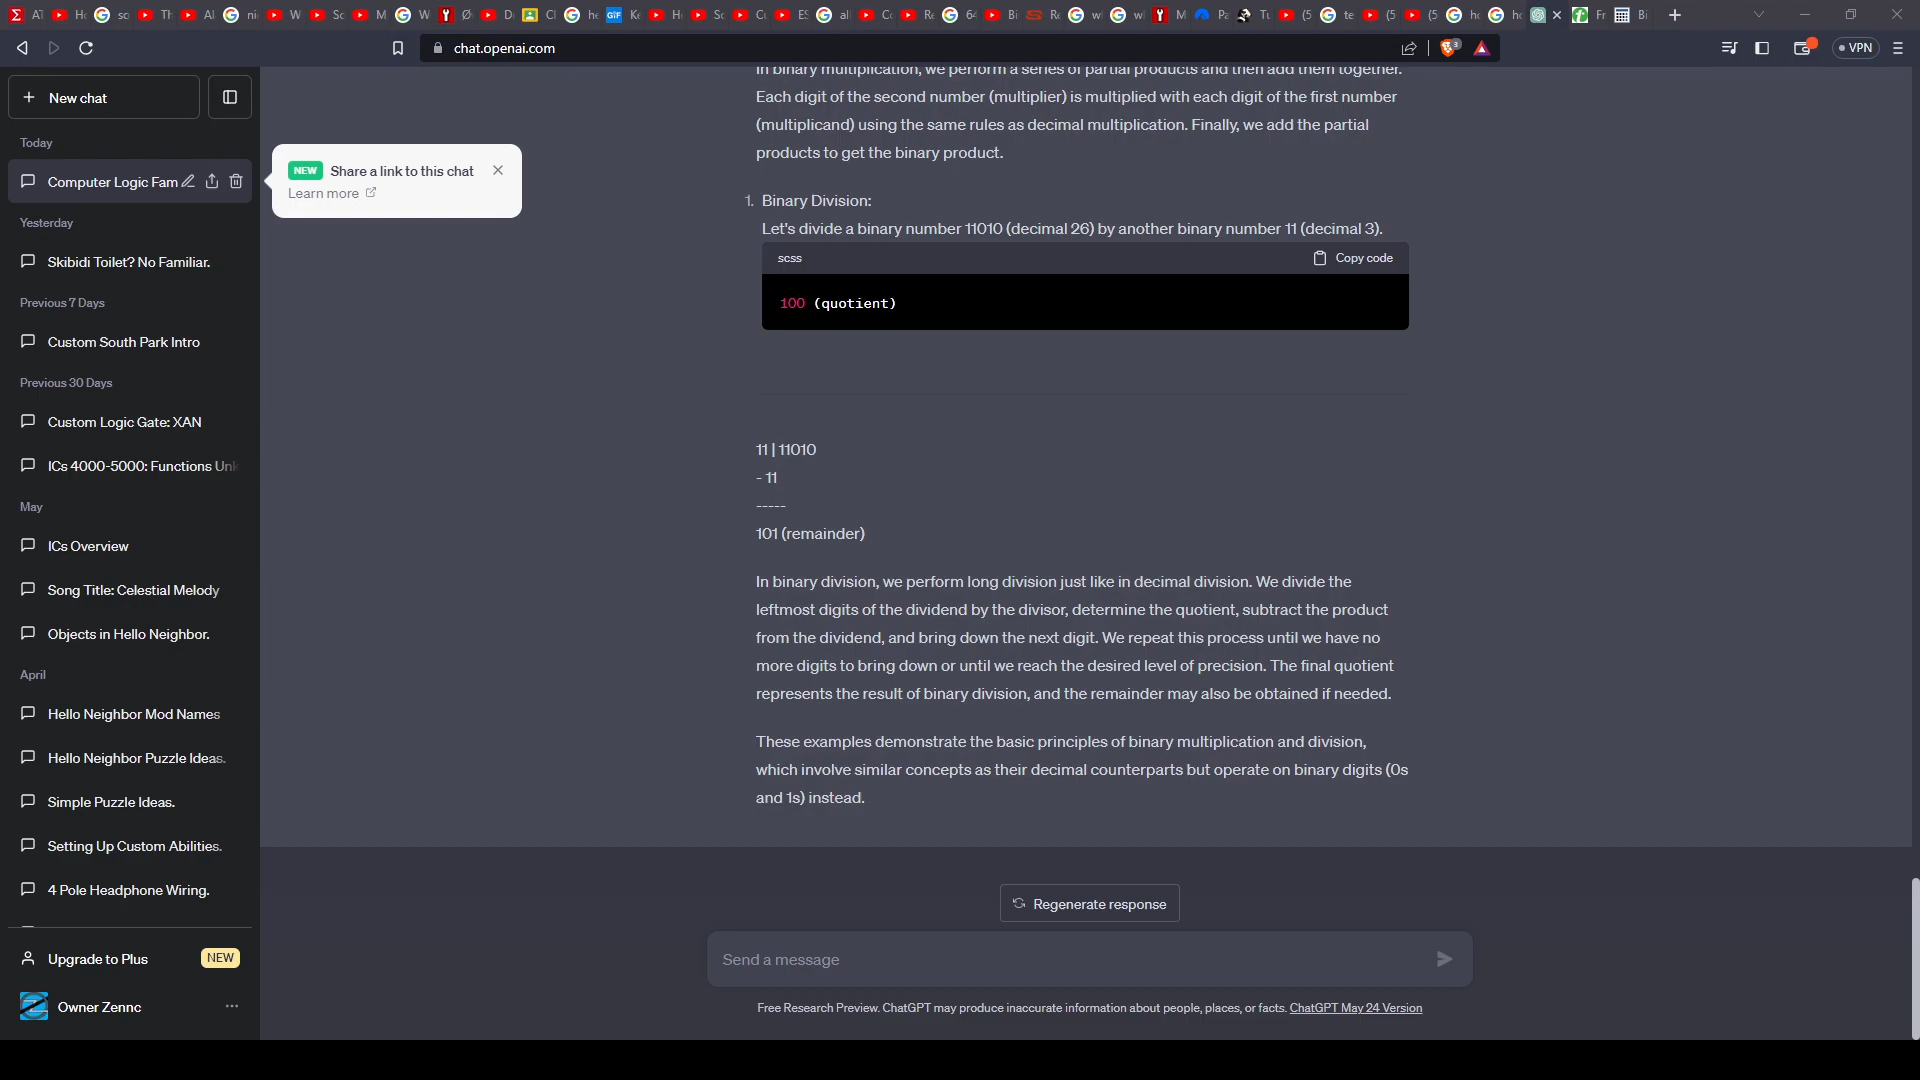 chat.openai.com
VPN
New chat
Today
Computer Logic Fam
NEW Share a link to this chat
Learn more
Yesterday
Skibidi Toilet? No Familiar.
Previous 7 Days
Custom South Park Intro
Previous 30 Days
Custom Logic Gate: XAN
ICs 4000-5000: Functions Unk
May
ICs Overview
Song Title: Celestial Melody
Objects in Hello Neighbor.
April
Hello Neighbor Mod Names
Hello Neighbor Puzzle Ideas.
Simple Puzzle Ideas.
Setting Up Custom Abilities.
4 Pole Headphone Wiring.
Upgrade to Plus NEW
Owner Zennc
In binary multiplication, we perform a series of partial products and then add them together.
Each digit of the second number (multiplier) is multiplied with each digit of the first number
(multiplicand) using the same rules as decimal multiplication. Finally, we add the partial
products to get the binary product.
1. Binary Division:
Let's divide a binary number 11010 (decimal 26) by another binary number 11 (decimal 3).
scss Copy code
100 (quotient)
11 | 11010
- 11
-----
101 (remainder)
In binary division, we perform long division just like in decimal division. We divide the
leftmost digits of the dividend by the divisor, determine the quotient, subtract the product
from the dividend, and bring down the next digit. We repeat this process until we have no
more digits to bring down or until we reach the desired level of precision. The final quotient
represents the result of binary division, and the remainder may also be obtained if needed.
These examples demonstrate the basic principles of binary multiplication and division,
which involve similar concepts as their decimal counterparts but operate on binary digits (0s
and 1s) instead.
Regenerate response
Send a message
Free Research Preview. ChatGPT may produce inaccurate information about people, places, or facts. ChatGPT May 24 Version